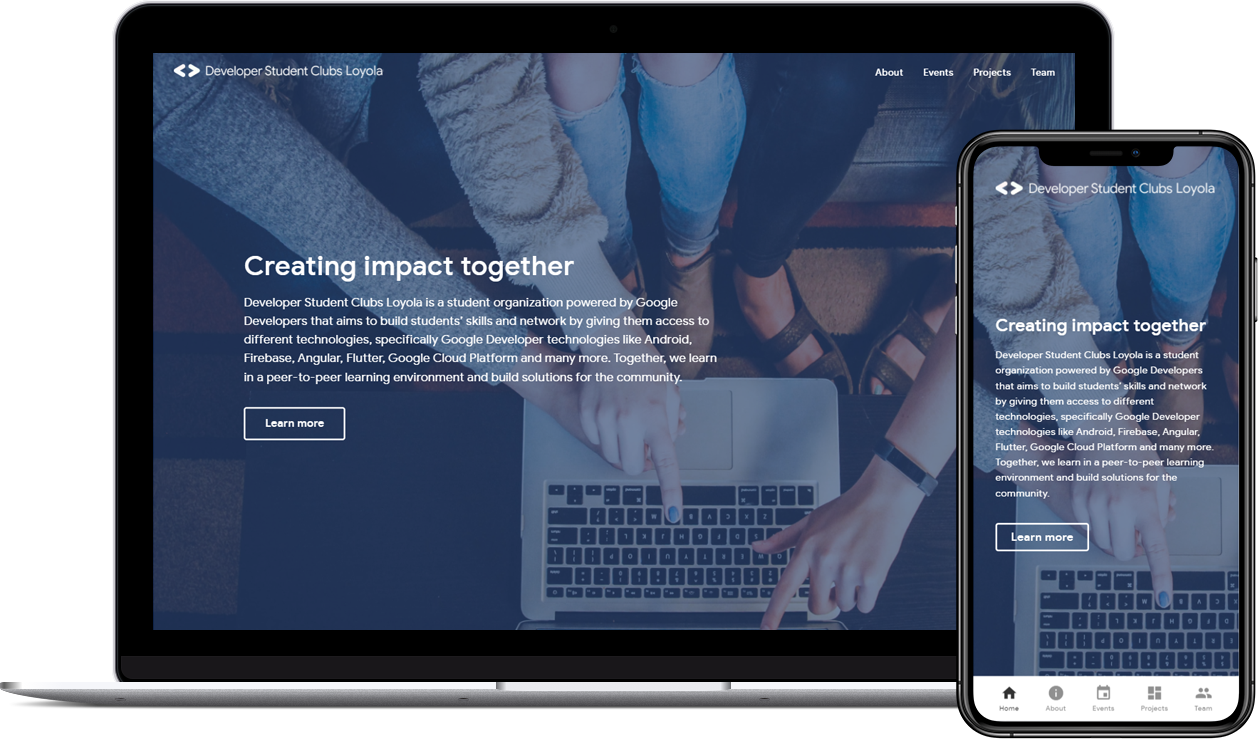 Developer Student Clubs Loyola
About Events Projects Team
Creating impact together
Developer Student Clubs Loyola is a student organization powered by Google
Developers that aims to build students' skills and network by giving them access to
different technologies, specifically Google Developer technologies like Android,
Firebase, Angular, Flutter, Google Cloud Platform and many more. Together, we learn
in a peer-to-peer learning environment and build solutions for the community.
Learn more
Developer Student Clubs Loyola
Creating impact together
Developer Student Clubs Loyola is a student
organization powered by Google Developers
that aims to build students' skills and network
by giving them access to different
technologies, specifically Google Developer
technologies like Android, Firebase, Angular,
Flutter, Google Cloud Platform and many more.
Together, we learn in a peer-to-peer learning
environment and build solutions for the
community.
Learn more
Home About Events Projects Team